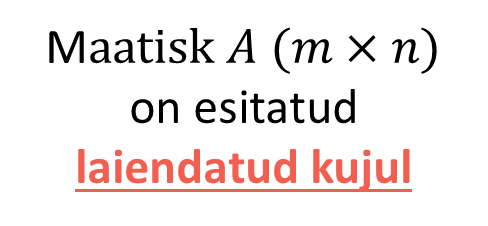 Maatisk A (m × n)
on esitatud
laiendatud kujul